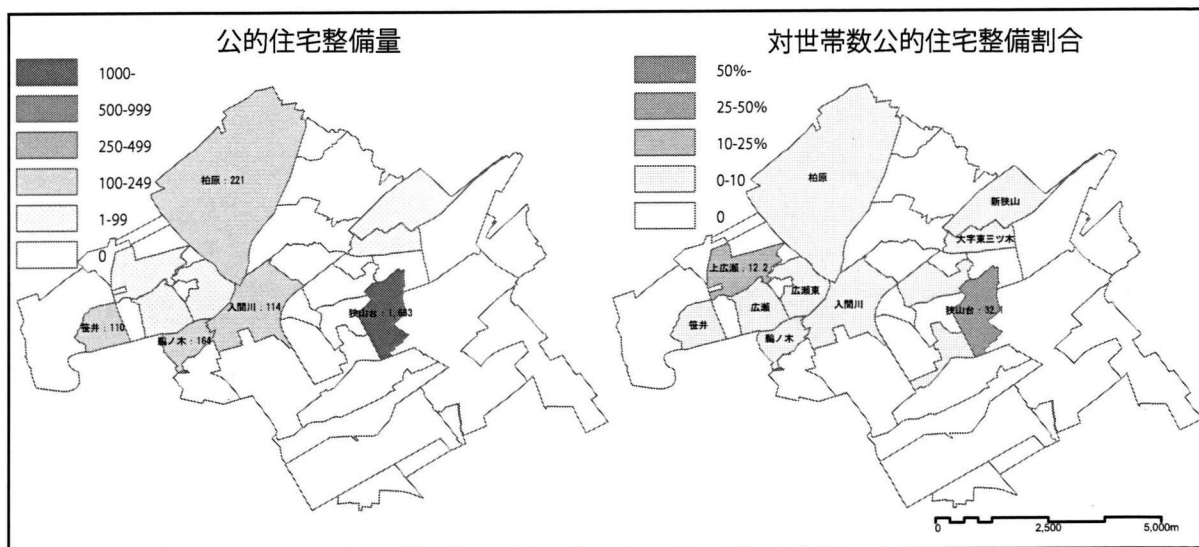 公的住宅整備量
1000-
500-999
250-499
100-249
1-99
0
柏原：221
入間川：114
狭山台：1,683
笹井：110
鵜ノ木：164
対世帯数公的住宅整備割合
50%-
25-50%
10-25%
0-10
0
柏原
新狭山
大字東三ツ木
上広瀬：12.2
広瀬東
広瀬
入間川
狭山台：32.1
笹井
鵜ノ木
0 2,500 5,000m